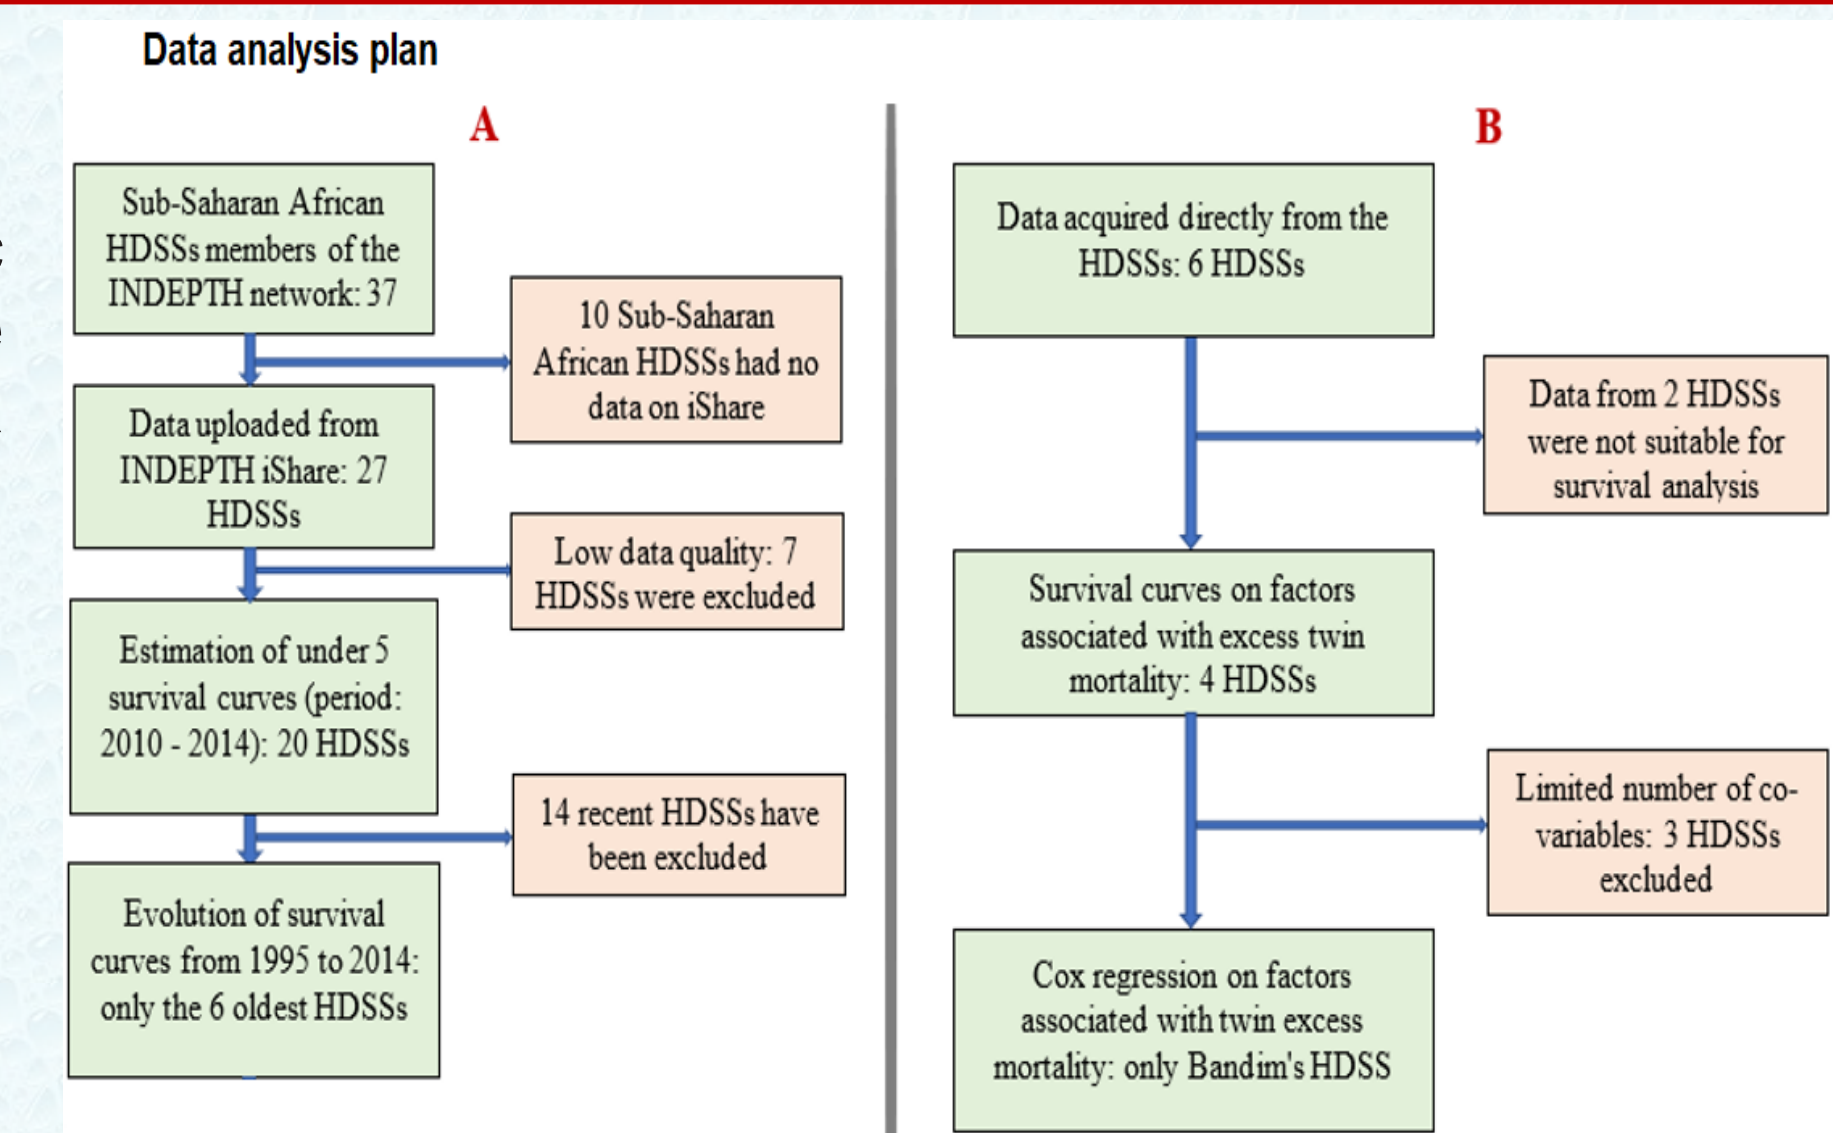 Data analysis plan
A
Sub-Saharan African
HDSSs members of the
INDEPTH network: 37
10 Sub-Saharan
African HDSSs had no
data on iShare
Data uploaded from
INDEPTH iShare: 27
HDSSs
Low data quality: 7
HDSSs were excluded
Estimation of under 5
survival curves (period:
2010 - 2014): 20 HDSSs
14 recent HDSSs have
been excluded
Evolution of survival
curves from 1995 to 2014:
only the 6 oldest HDSSs
B
Data acquired directly from the
HDSSs: 6 HDSSs
Data from 2 HDSSs
were not suitable for
survival analysis
Survival curves on factors
associated with excess twin
mortality: 4 HDSSs
Limited number of co-
variables: 3 HDSSs
excluded
Cox regression on factors
associated with twin excess
mortality: only Bandim's HDSS